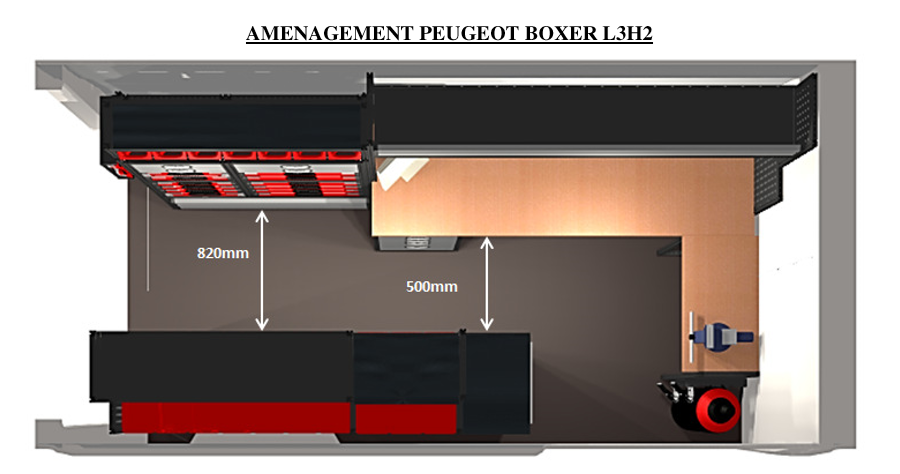 AMENAGEMENT PEUGEOT BOXER L3H2
820mm
500mm